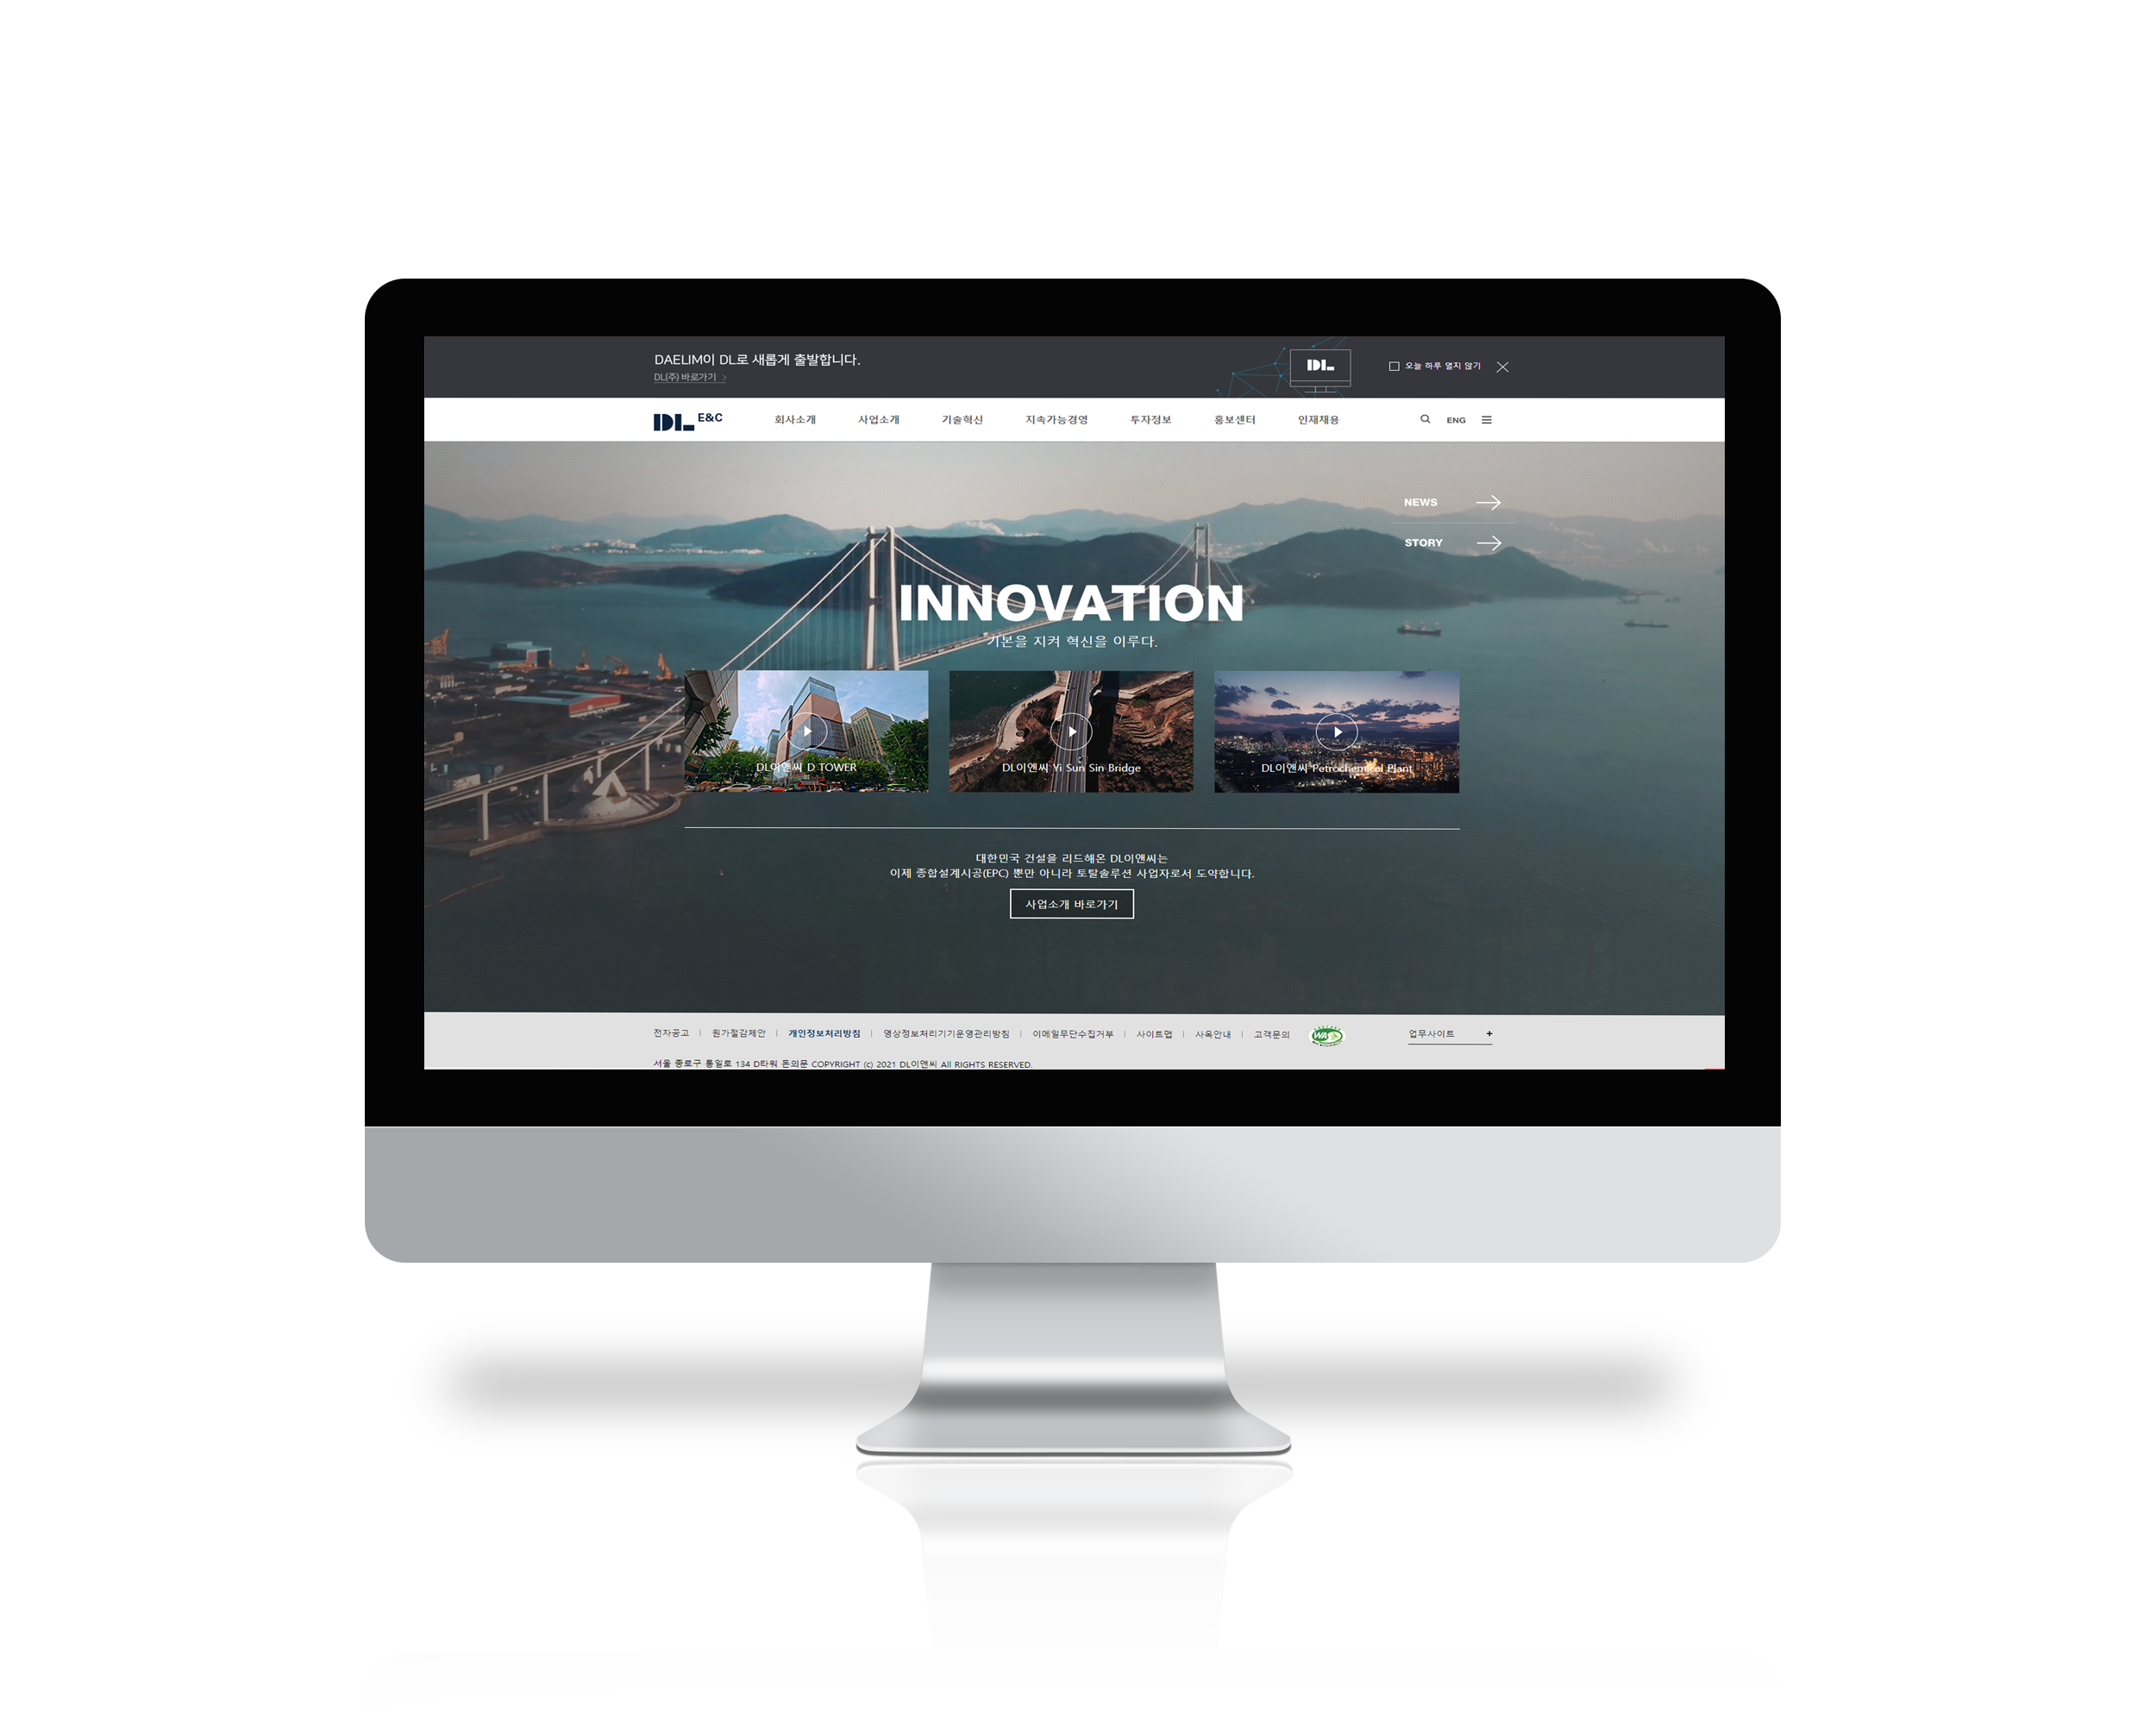 DAELIM이 DL로 새롭게 출발합니다.
DL(주) 바로가기 >
DL
오늘 하루 열지 않기
DL E&C
회사소개 사업소개 기술혁신 지속가능경영 투자정보 홍보센터 인재채용 ENG
NEWS
STORY
INNOVATION
기본을 지켜 혁신을 이루다.
DL이앤씨 D TOWER
DL이앤씨 Yi Sun Sin Bridge
DL이앤씨 Petrochemical Plant
대한민국 건설을 리드해온 DL이앤씨는
이제 종합설계시공(EPC) 뿐만 아니라 토탈솔루션 사업자로서 도약합니다.
사업소개 바로가기
전자공고 | 원가절감제안 | 개인정보처리방침 | 영상정보처리기기운영관리방침 | 이메일무단수집거부 | 사이트맵 | 사옥안내 | 고객문의 WA 업무사이트 +
서울 종로구 통일로 134 D타워 돈의문 COPYRIGHT (c) 2021 DL이앤씨 All RIGHTS RESERVED.